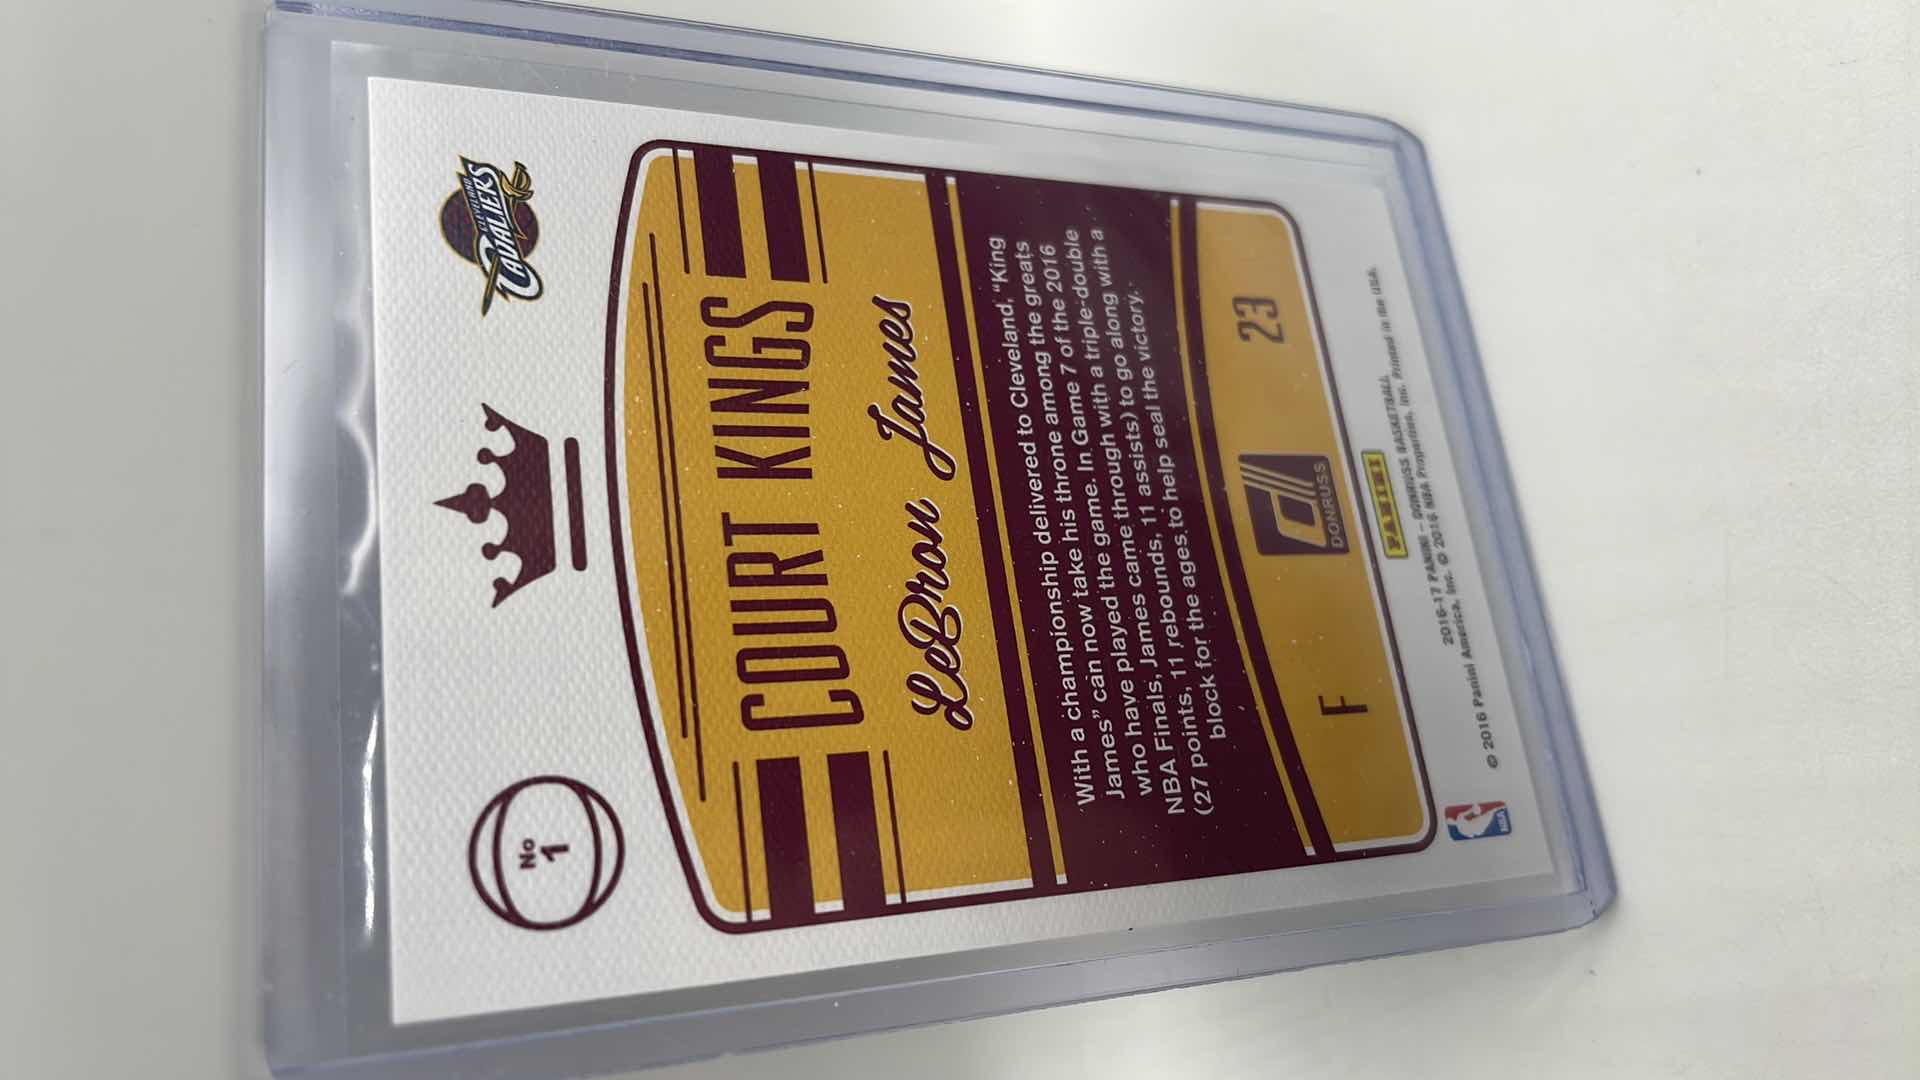 No
1
CLEVELAND
CAVALIERS
COURT KINGS
LeBron James
With a championship delivered to Cleveland, “King
James” can now take his throne among the greats
who have played the game. In Game 7 of the 2016
NBA Finals, James came through with a triple-double
(27 points, 11 rebounds, 11 assists) to go along with a
block for the ages to help seal the victory.
F
DONRUSS
23
PANINI
2016-17 PANINI – DONRUSS BASKETBALL
© 2016 Panini America, Inc. © 2016 NBA Properties, Inc. Printed in the USA.
NBA